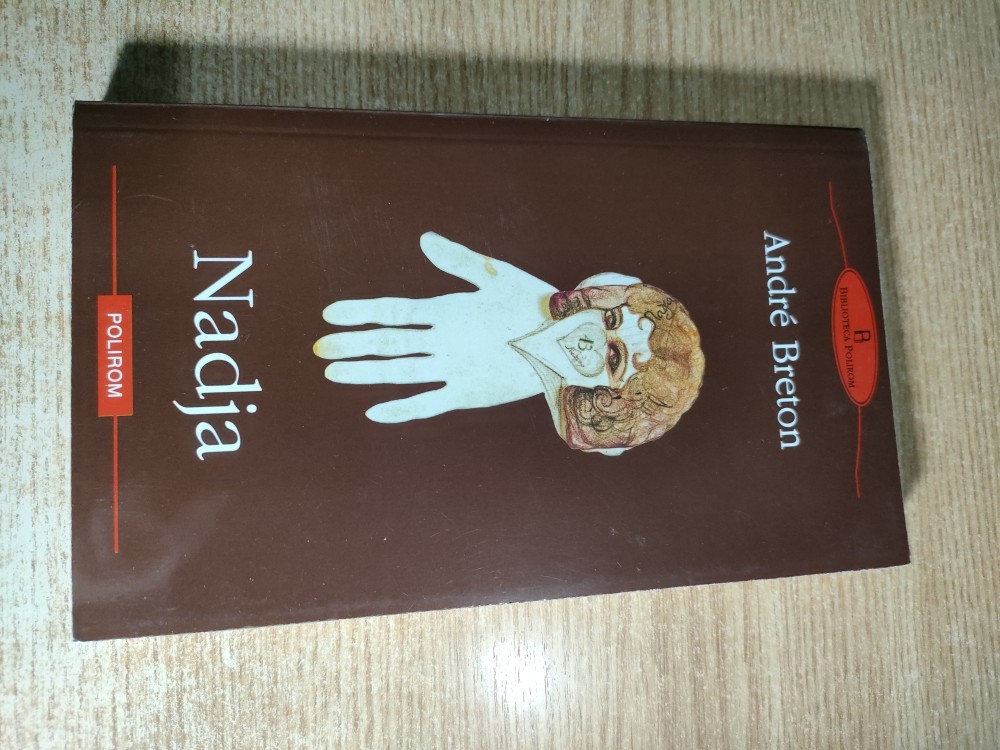 R
BIBLIOTECA POLIROM
André Breton
Nadja
POLIROM